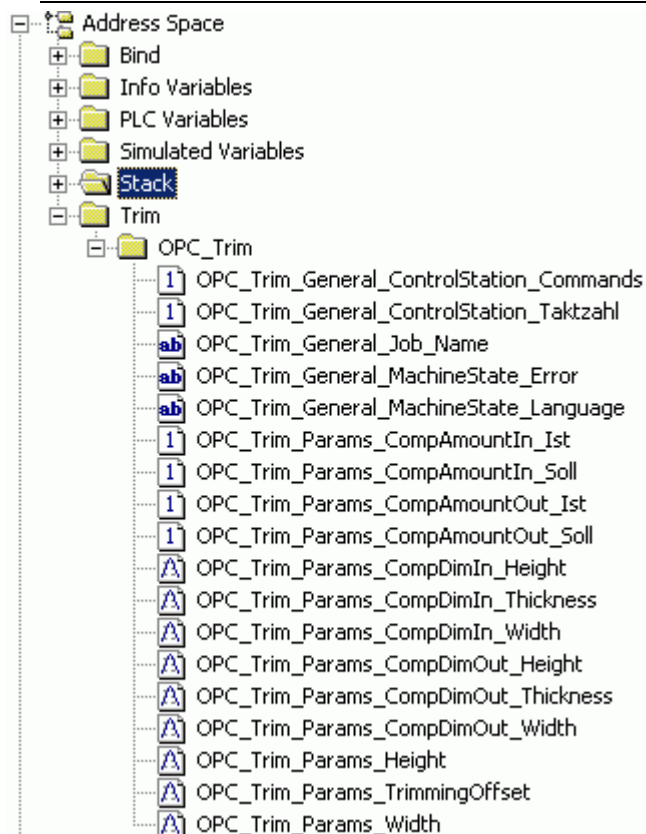 Address Space
Bind
Info Variables
PLC Variables
Simulated Variables
Stack
Trim
OPC_Trim
OPC_Trim_General_ControlStation_Commands
OPC_Trim_General_ControlStation_Taktzahl
OPC_Trim_General_Job_Name
OPC_Trim_General_MachineState_Error
OPC_Trim_General_MachineState_Language
OPC_Trim_Params_CompAmountIn_Ist
OPC_Trim_Params_CompAmountIn_Soll
OPC_Trim_Params_CompAmountOut_Ist
OPC_Trim_Params_CompAmountOut_Soll
OPC_Trim_Params_CompDimIn_Height
OPC_Trim_Params_CompDimIn_Thickness
OPC_Trim_Params_CompDimIn_Width
OPC_Trim_Params_CompDimOut_Height
OPC_Trim_Params_CompDimOut_Thickness
OPC_Trim_Params_CompDimOut_Width
OPC_Trim_Params_Height
OPC_Trim_Params_TrimmingOffset
OPC_Trim_Params_Width